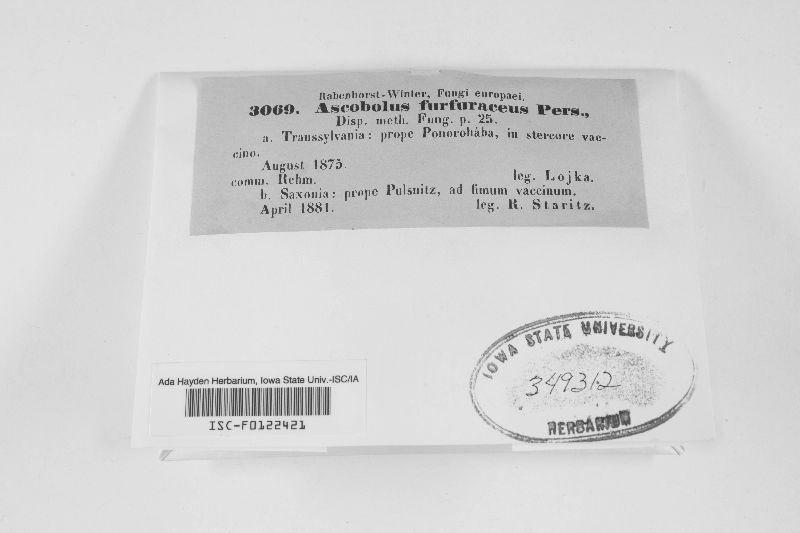 Rabenhorst-Winter, Fungi europaei.
3069. Ascobolus furfuraceus Pers.,
Disp. meth. Fung. p. 25.
a. Transsylvania: prope Ponorohába, in stercore vac-
cino.
August 1875.
comm. Rehm. leg. Lojka.
b. Saxonia: prope Pulsnitz, ad fimum vaccinum.
April 1881. leg. R. Staritz.
IOWA STATE UNIVERSITY
349312
HERBARIUM
Ada Hayden Herbarium, Iowa State Univ.-ISC/IA
ISC-F0122421